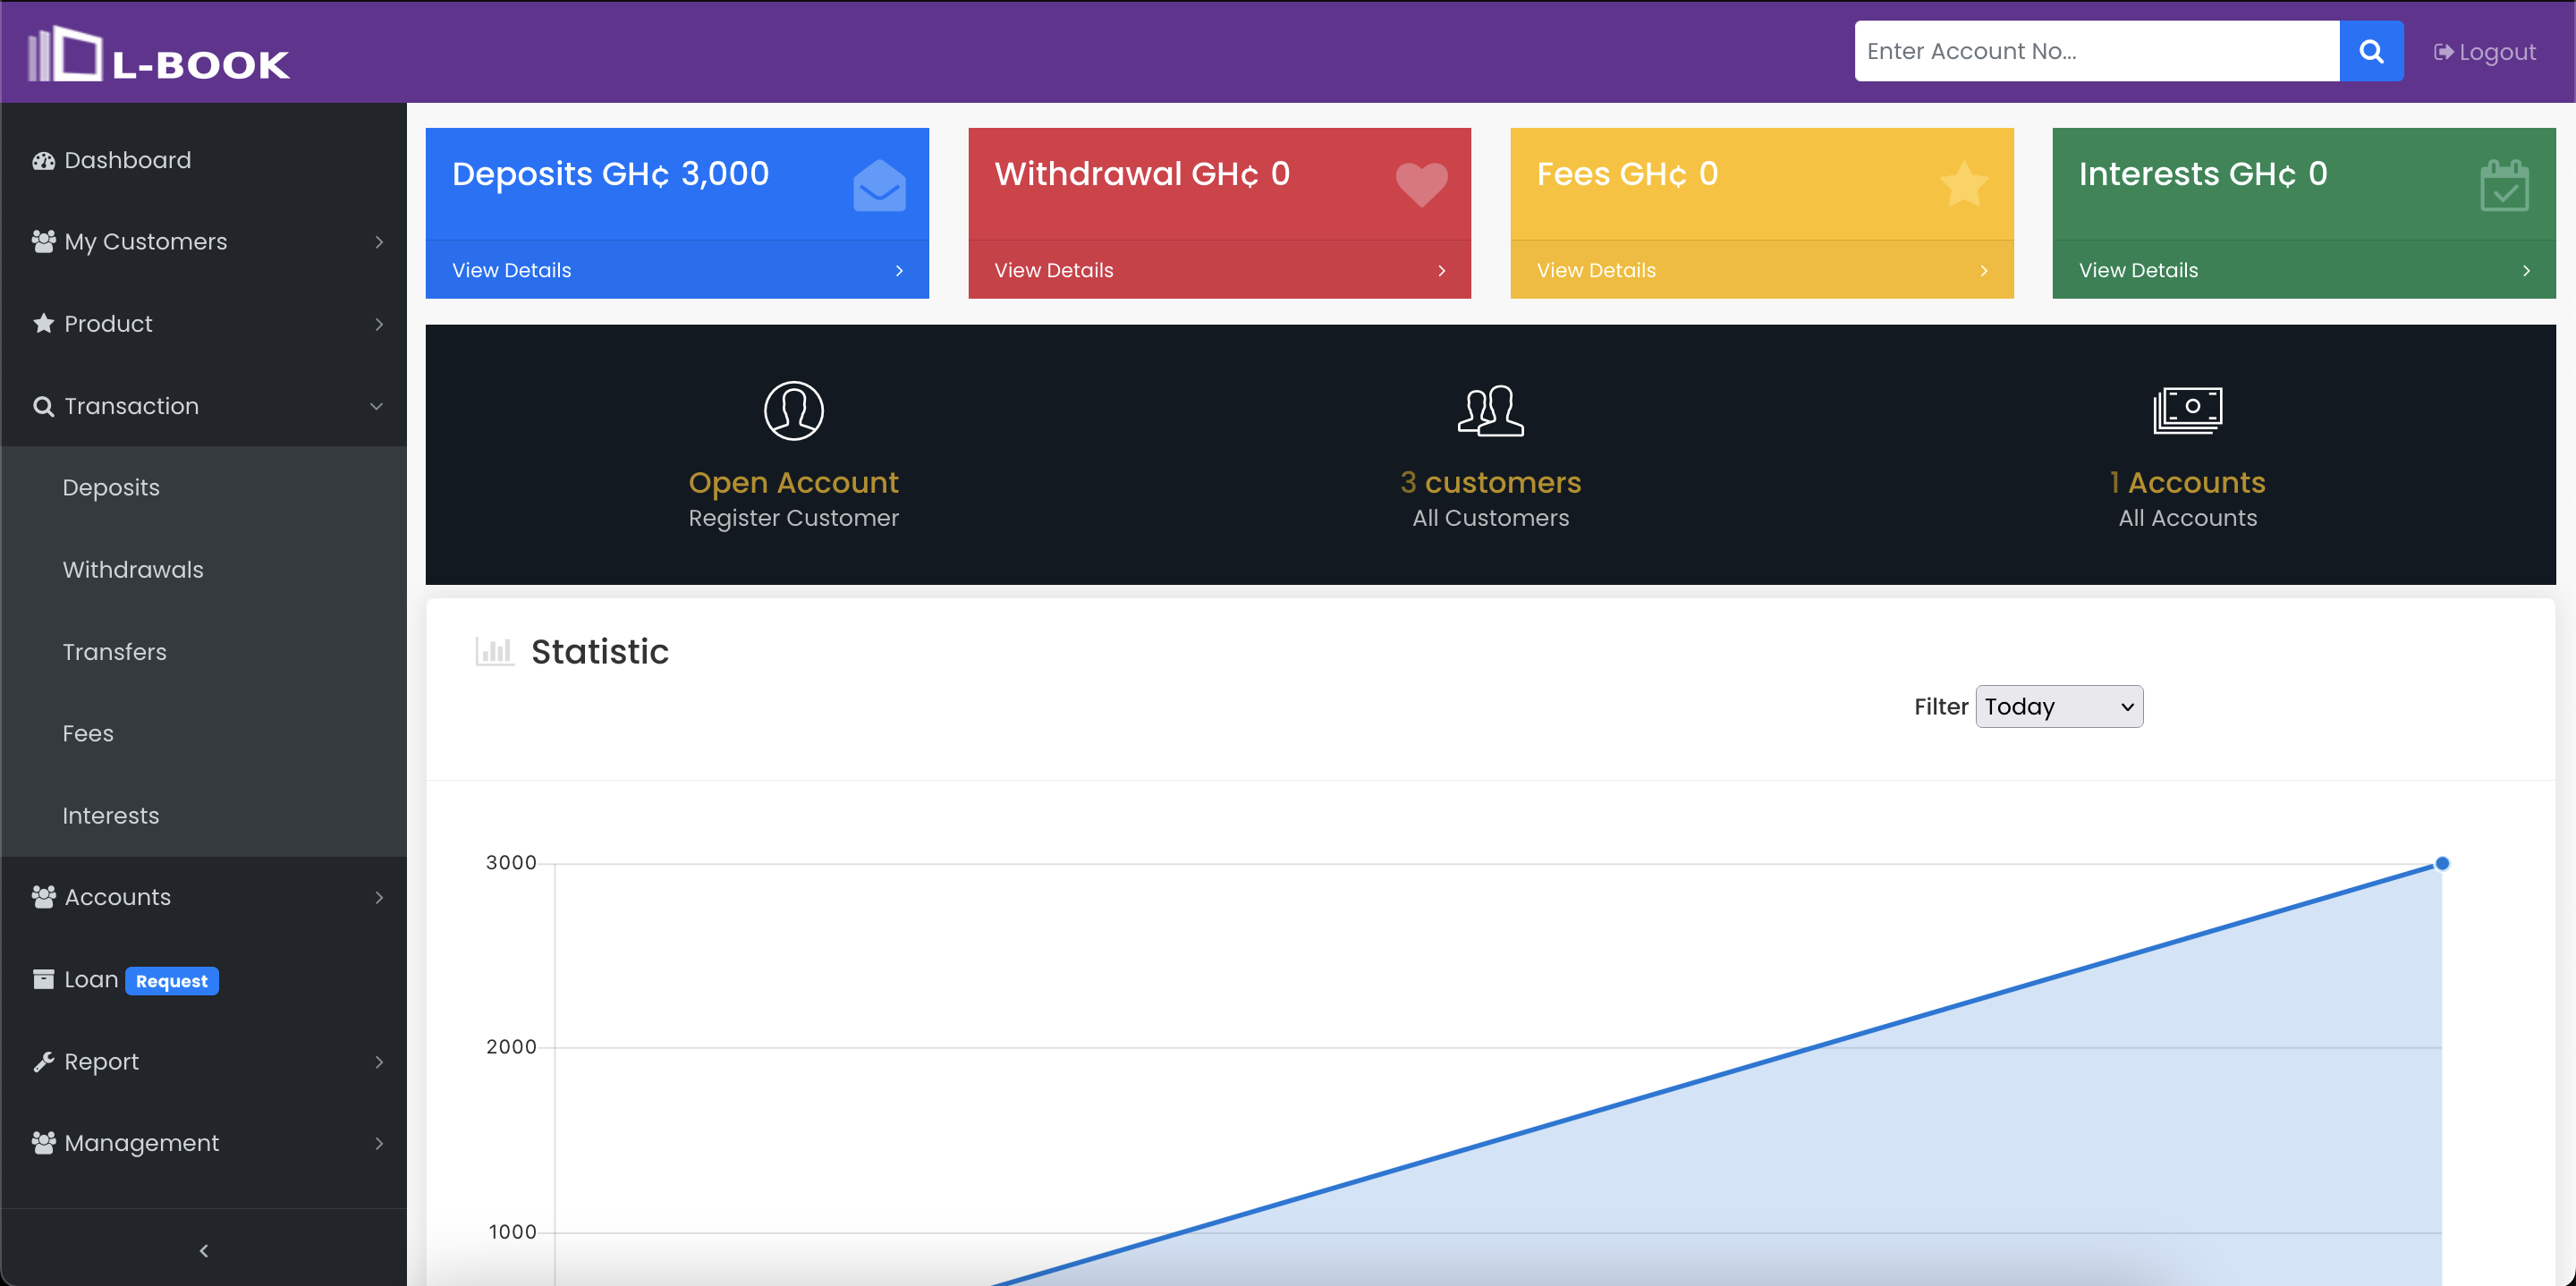 L-BOOK
Enter Account No...
Logout
Dashboard
My Customers
Product
Transaction
Deposits
Withdrawals
Transfers
Fees
Interests
Accounts
Loan Request
Report
Management
Deposits GH¢ 3,000
View Details
Withdrawal GH¢ 0
View Details
Fees GH¢ 0
View Details
Interests GH¢ 0
View Details
Open Account
Register Customer
3 customers
All Customers
1 Accounts
All Accounts
Statistic
Filter Today
3000
2000
1000